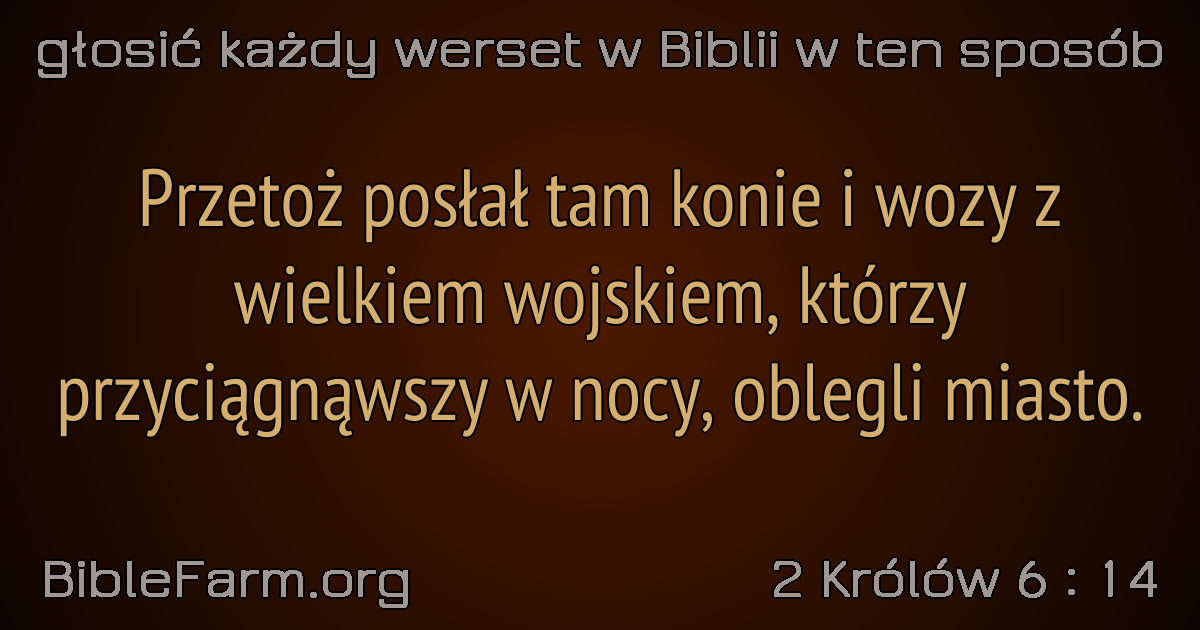 głosić każdy werset w Biblii w ten sposób
Przetoż posłał tam konie i wozy z
wielkiem wojskiem, którzy
przyciągnąwszy w nocy, oblegli miasto.
BibleFarm.org
2 Królów 6 : 14